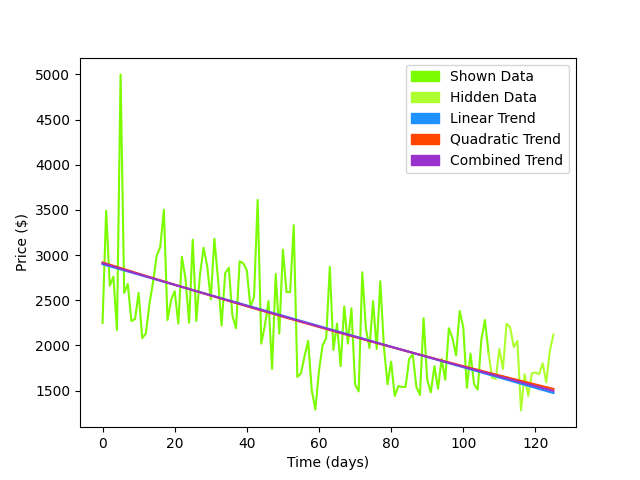 Shown Data
Hidden Data
Linear Trend
Quadratic Trend
Combined Trend
Price ($)
5000
4500
4000
3500
3000
2500
2000
1500
0 20 40 60 80 100 120
Time (days)